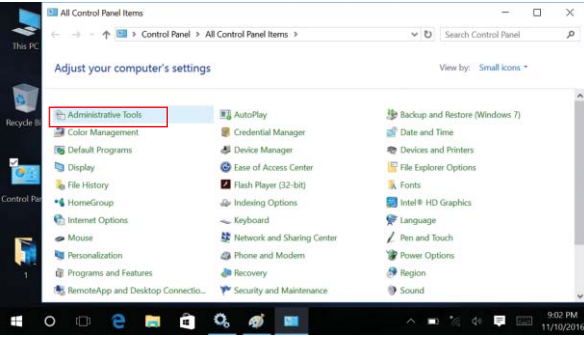 All Control Panel Items
This PC
Control Panel > All Control Panel Items >
Search Control Panel
Adjust your computer's settings
View by: Small icons
Recycle Bi
Administrative Tools
AutoPlay
Backup and Restore (Windows 7)
Color Management
Credential Manager
Date and Time
Default Programs
Device Manager
Devices and Printers
Display
Ease of Access Center
File Explorer Options
File History
Flash Player (32-bit)
Fonts
Control Pan
HomeGroup
Indexing Options
Intel® HD Graphics
Internet Options
Keyboard
Language
Mouse
Network and Sharing Center
Pen and Touch
Personalization
Phone and Modem
Power Options
1
Programs and Features
Recovery
Region
RemoteApp and Desktop Connectio...
Security and Maintenance
Sound
9:02 PM
11/10/2016